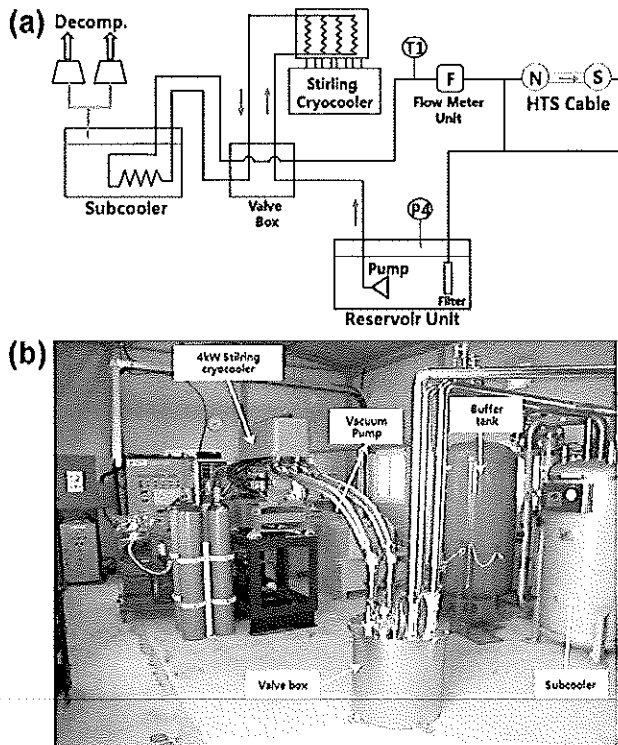 (a)
Decomp.
Stirling
Cryocooler
T1
F
Flow Meter
Unit
N
S
HTS Cable
Subcooler
Valve
Box
P4
Pump
Filter
Reservoir Unit
(b)
4kW Stilring
cryocooler
Vacuum
Pump
Buffer
tank
Valve box
Subcooler